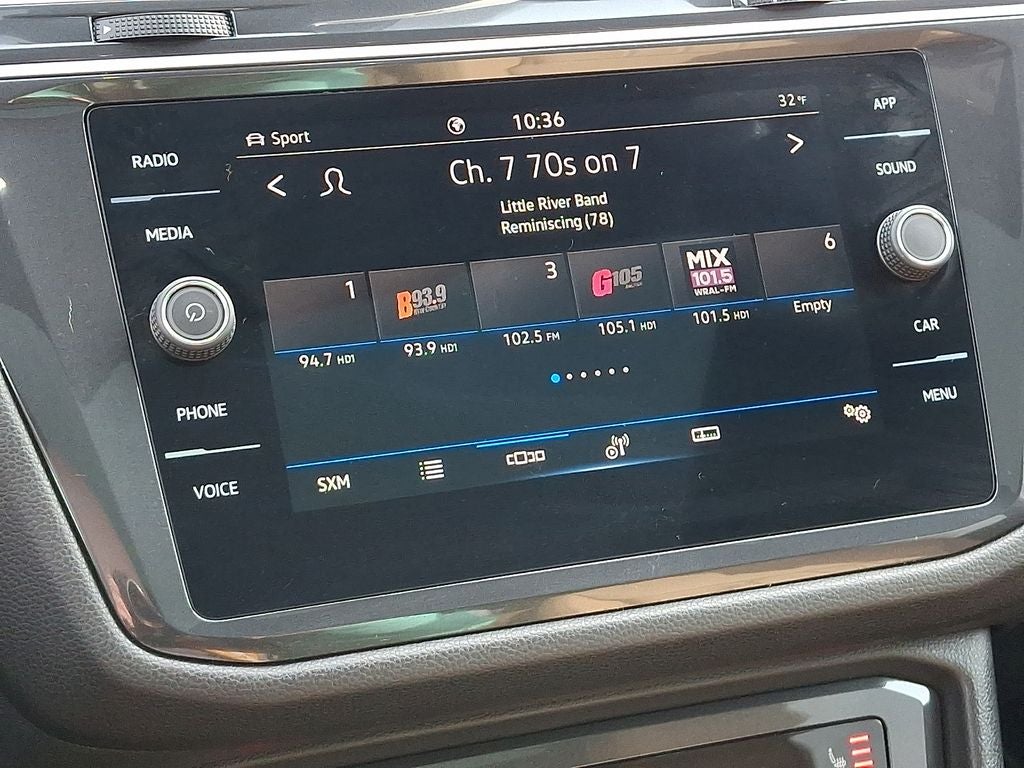 RADIO
MEDIA
PHONE
VOICE
Sport
10:36
32°F
< Ch. 7 70s on 7 >
Little River Band
Reminiscing (78)
1
B93.9
3
G105
MIX
101.5
WRAL-FM
6
94.7 HD1
93.9 HD1
102.5 FM
105.1 HD1
101.5 HD1
Empty
SXM
APP
SOUND
CAR
MENU